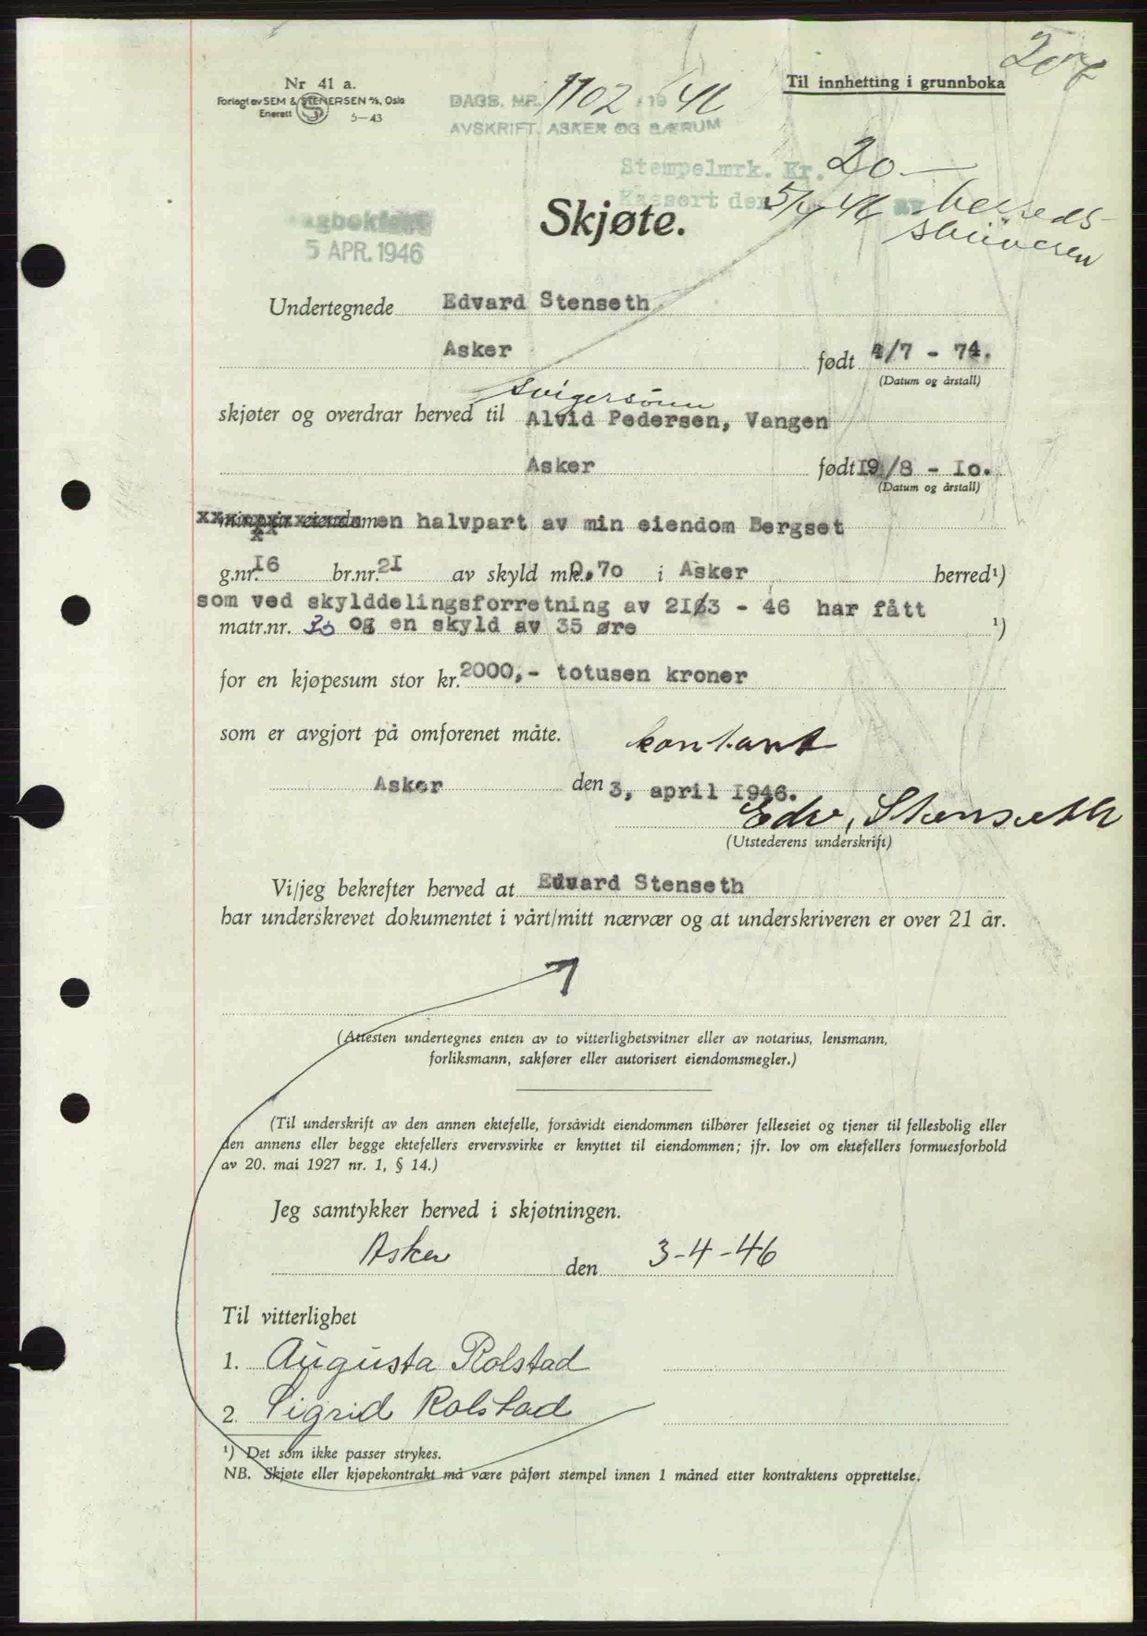 Nr 41 a.
Forlagt av SEM & STENERSEN A/S, Oslo
Enerett 5-43
DAGB. NR. 1102/19 46
AVSKRIFT. ASKER OG BÆRUM
Til innhefting i grunnboka
Stempelmrk. Kr. 20.—
Kassert den 5/4 46 av
Dagbokført
5 APR. 1946
Skjøte.
Undertegnede Edvard Stenseth
Asker født 4/7 - 74.
(Datum og årstall)
svigersønn
skjøter og overdrar herved til Alvid Pedersen, Vangen
Asker født 19/8 - Io.
(Datum og årstall)
en halvpart av min eiendom Bergset
g.nr. I6 br.nr. 2I av skyld mk. 0.70 i Asker herred¹)
som ved skylddelingsforretning av 2I/3 - 46 har fått
matr.nr. og en skyld av 35 øre ¹)
for en kjøpesum stor kr. 2000,- totusen kroner
som er avgjort på omforenet måte. kontant
Asker den 3, april I946.
Edv. Stenseth
(Utstederens underskrift)
Vi/jeg bekrefter herved at Edvard Stenseth
har underskrevet dokumentet i vårt/mitt nærvær og at underskriveren er over 21 år.
(Attesten undertegnes enten av to vitterlighetsvitner eller av notarius, lensmann,
forliksmann, sakfører eller autorisert eiendomsmegler.)
(Til underskrift av den annen ektefelle, forsåvidt eiendommen tilhører felleseiet og tjener til fellesbolig eller
den annens eller begge ektefellers ervervsvirke er knyttet til eiendommen; jfr. lov om ektefellers formuesforhold
av 20. mai 1927 nr. 1, § 14.)
Jeg samtykker herved i skjøtningen.
Asker den 3-4-46
Til vitterlighet
1. Augusta Rolstad
2. Sigrid Rolstad
¹) Det som ikke passer strykes.
NB. Skjøte eller kjøpekontrakt må være påført stempel innen 1 måned etter kontraktens opprettelse.